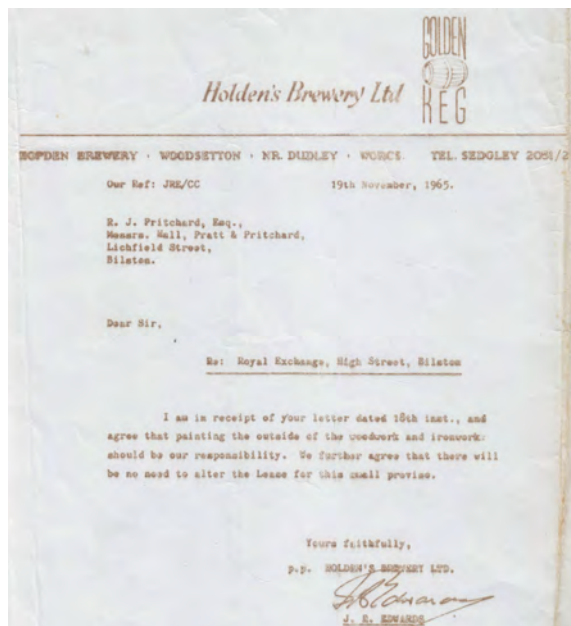 GOLDEN
KEG
Holden's Brewery Ltd
HOPDEN BREWERY · WOODSETTON · NR. DUDLEY · WORCS. TEL. SEDGLEY 2051/2
Our Ref: JRE/CC 19th November, 1965.
R. J. Pritchard, Esq.,
Messrs. Wall, Pratt & Pritchard,
Lichfield Street,
Bilston.
Dear Sir,
Re: Royal Exchange, High Street, Bilston
I am in receipt of your letter dated 18th inst., and
agree that painting the outside of the woodwork and ironwork
should be our responsibility. We further agree that there will
be no need to alter the Lease for this small proviso.
Yours faithfully,
p.p. HOLDEN'S BREWERY LTD.
J. R. EDWARDS